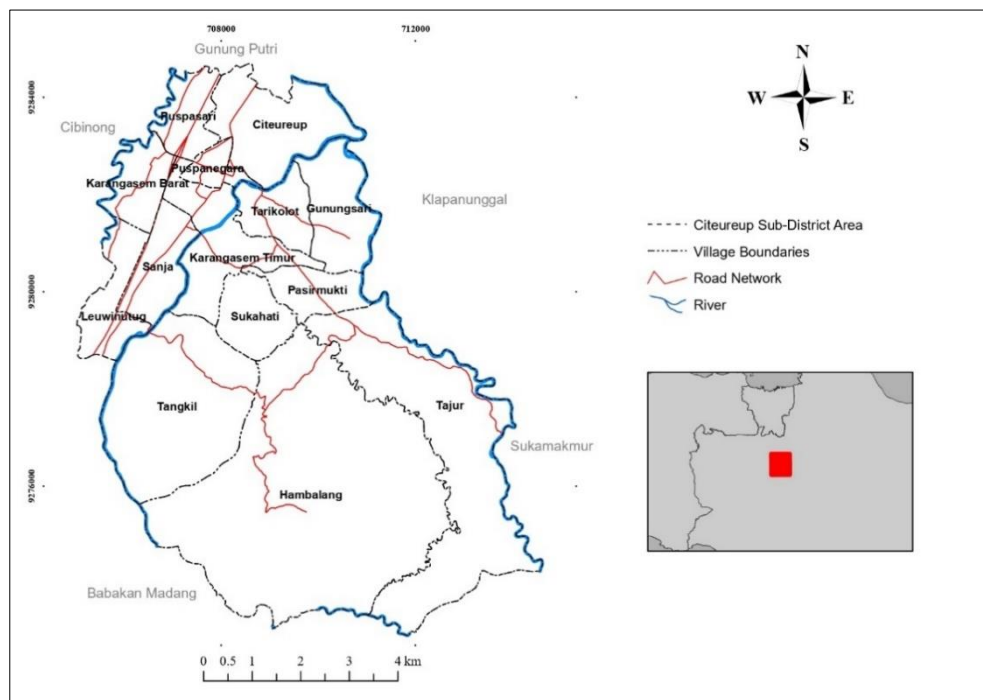 708000
712000
Gunung Putri
9284000
Puspasari
Citeureup
Cibinong
Puspanegara
Karangasem Barat
Klapanunggal
Tarikolot
Gunungsari
Karangasem Timur
Sanja
Pasirmukti
9280000
Sukahati
Leuwinutug
Tangkil
Tajur
Sukamakmur
9276000
Hambalang
Babakan Madang
0 0.5 1 2 3 4 km
N
W
E
S
Citeureup Sub-District Area
Village Boundaries
Road Network
River